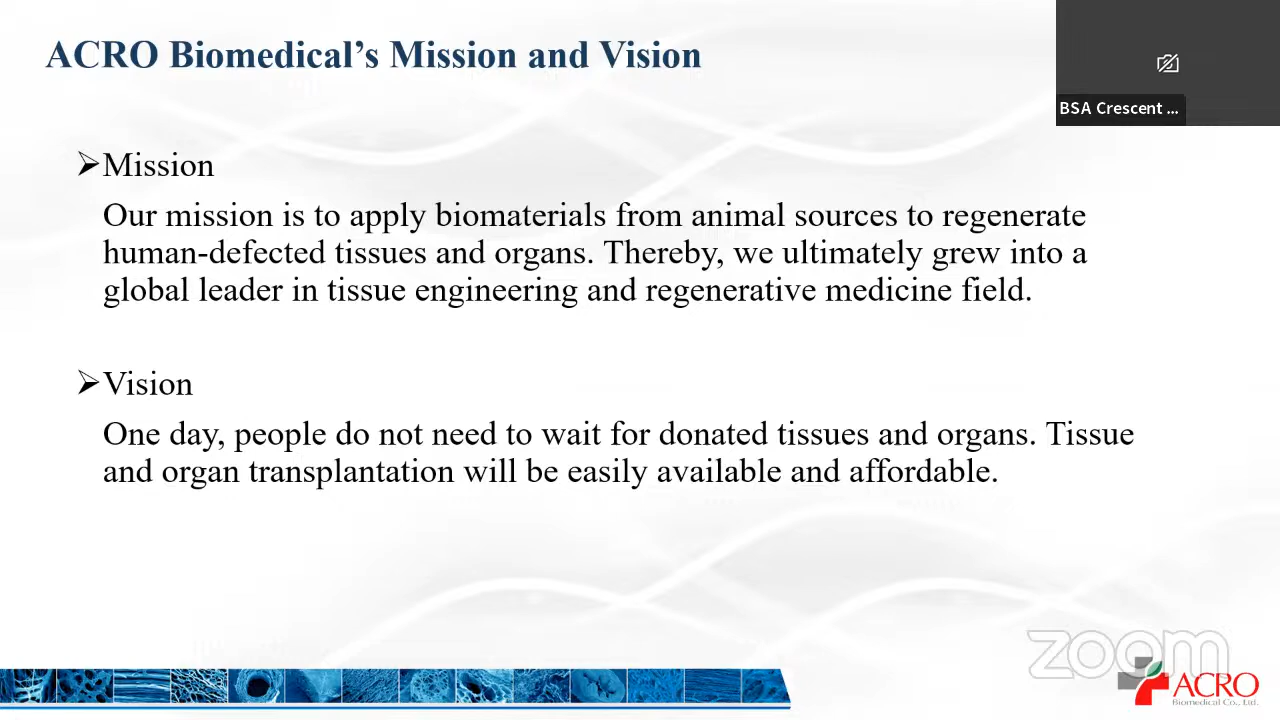 ACRO Biomedical’s Mission and Vision
BSA Crescent ...
➢Mission
Our mission is to apply biomaterials from animal sources to regenerate
human-defected tissues and organs. Thereby, we ultimately grew into a
global leader in tissue engineering and regenerative medicine field.
➢Vision
One day, people do not need to wait for donated tissues and organs. Tissue
and organ transplantation will be easily available and affordable.
zoom
ACRO
Biomedical Co., Ltd.